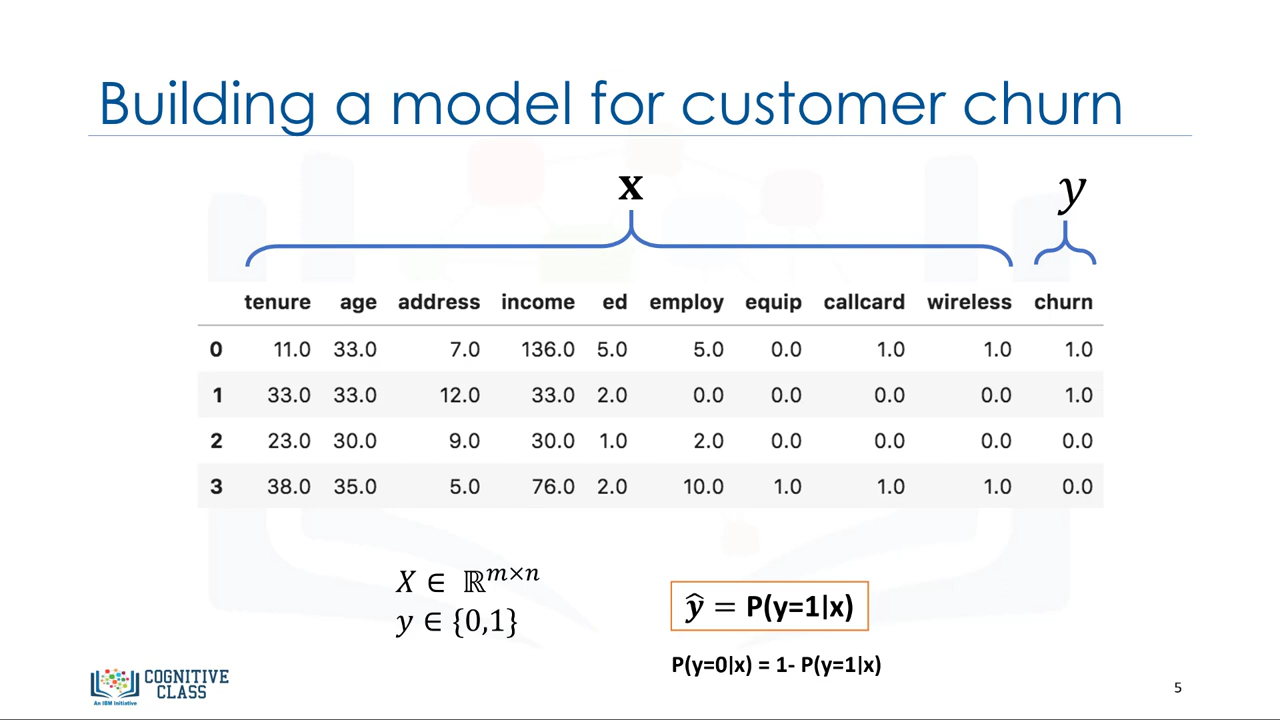 Building a model for customer churn
x y
tenure age address income ed employ equip callcard wireless churn
0 11.0 33.0 7.0 136.0 5.0 5.0 0.0 1.0 1.0 1.0
1 33.0 33.0 12.0 33.0 2.0 0.0 0.0 0.0 0.0 1.0
2 23.0 30.0 9.0 30.0 1.0 2.0 0.0 0.0 0.0 0.0
3 38.0 35.0 5.0 76.0 2.0 10.0 1.0 1.0 1.0 0.0
X ∈ ℝ^{m×n}
y ∈ {0,1}
ŷ = P(y=1|x)
P(y=0|x) = 1- P(y=1|x)
COGNITIVE
CLASS
An IBM Initiative
5